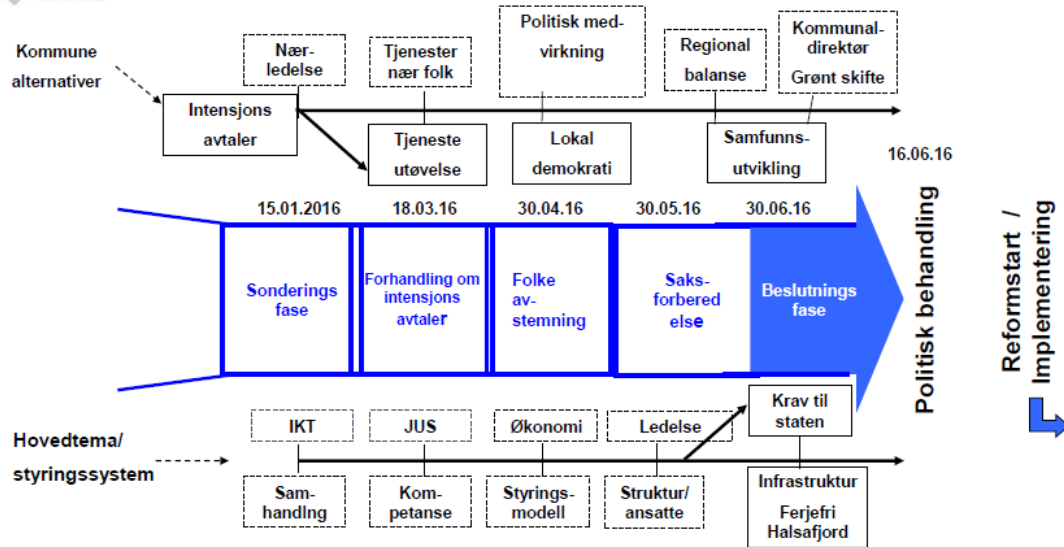 Kommune
alternativer
Nær-
ledelse
Tjenester
nær folk
Politisk med-
virkning
Regional
balanse
Kommunal-
direktør
Grønt skifte
Intensjons
avtaler
Tjeneste
utøvelse
Lokal
demokrati
Samfunns-
utvikling
16.06.16
15.01.2016
18.03.16
30.04.16
30.05.16
30.06.16
Sonderings
fase
Forhandling om
intensjons
avtaler
Folke
av-
stemning
Saks-
forbered
else
Beslutnings
fase
Politisk behandling
Reformstart /
Implementering
Hovedtema/
styringssystem
IKT
JUS
Økonomi
Ledelse
Krav til
staten
Sam-
handlng
Kom-
petanse
Styrings-
modell
Struktur/
ansatte
Infrastruktur
Ferjefri
Halsafjord